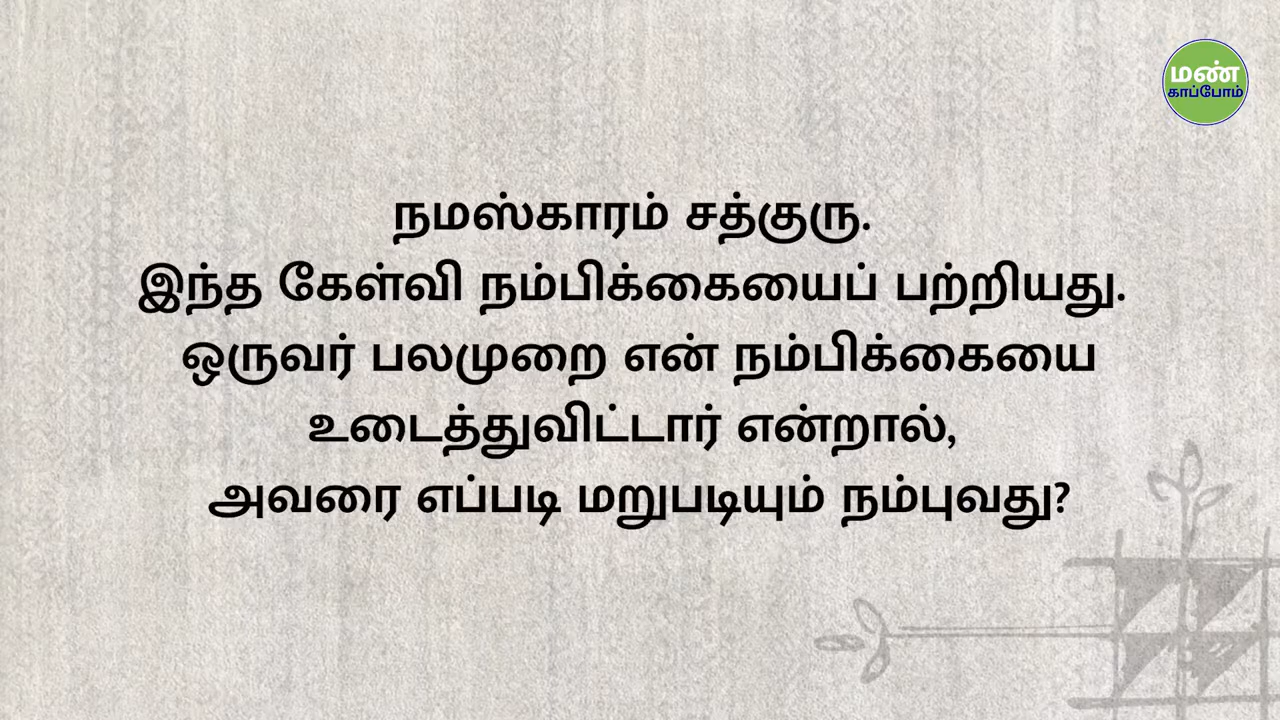 மண்
காப்போம்
நமஸ்காரம் சத்குரு.
இந்த கேள்வி நம்பிக்கையைப் பற்றியது.
ஒருவர் பலமுறை என் நம்பிக்கையை
உடைத்துவிட்டார் என்றால்,
அவரை எப்படி மறுபடியும் நம்புவது?